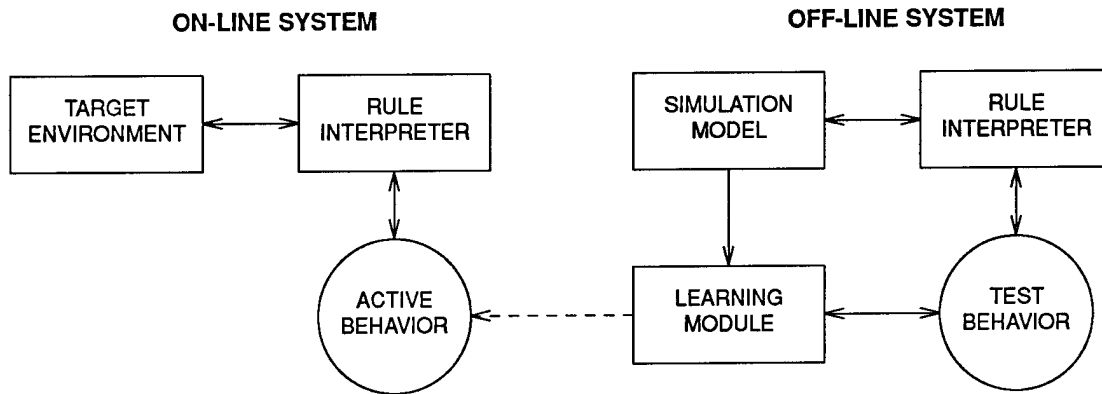 ON-LINE SYSTEM
OFF-LINE SYSTEM
TARGET
ENVIRONMENT
RULE
INTERPRETER
SIMULATION
MODEL
RULE
INTERPRETER
ACTIVE
BEHAVIOR
LEARNING
MODULE
TEST
BEHAVIOR